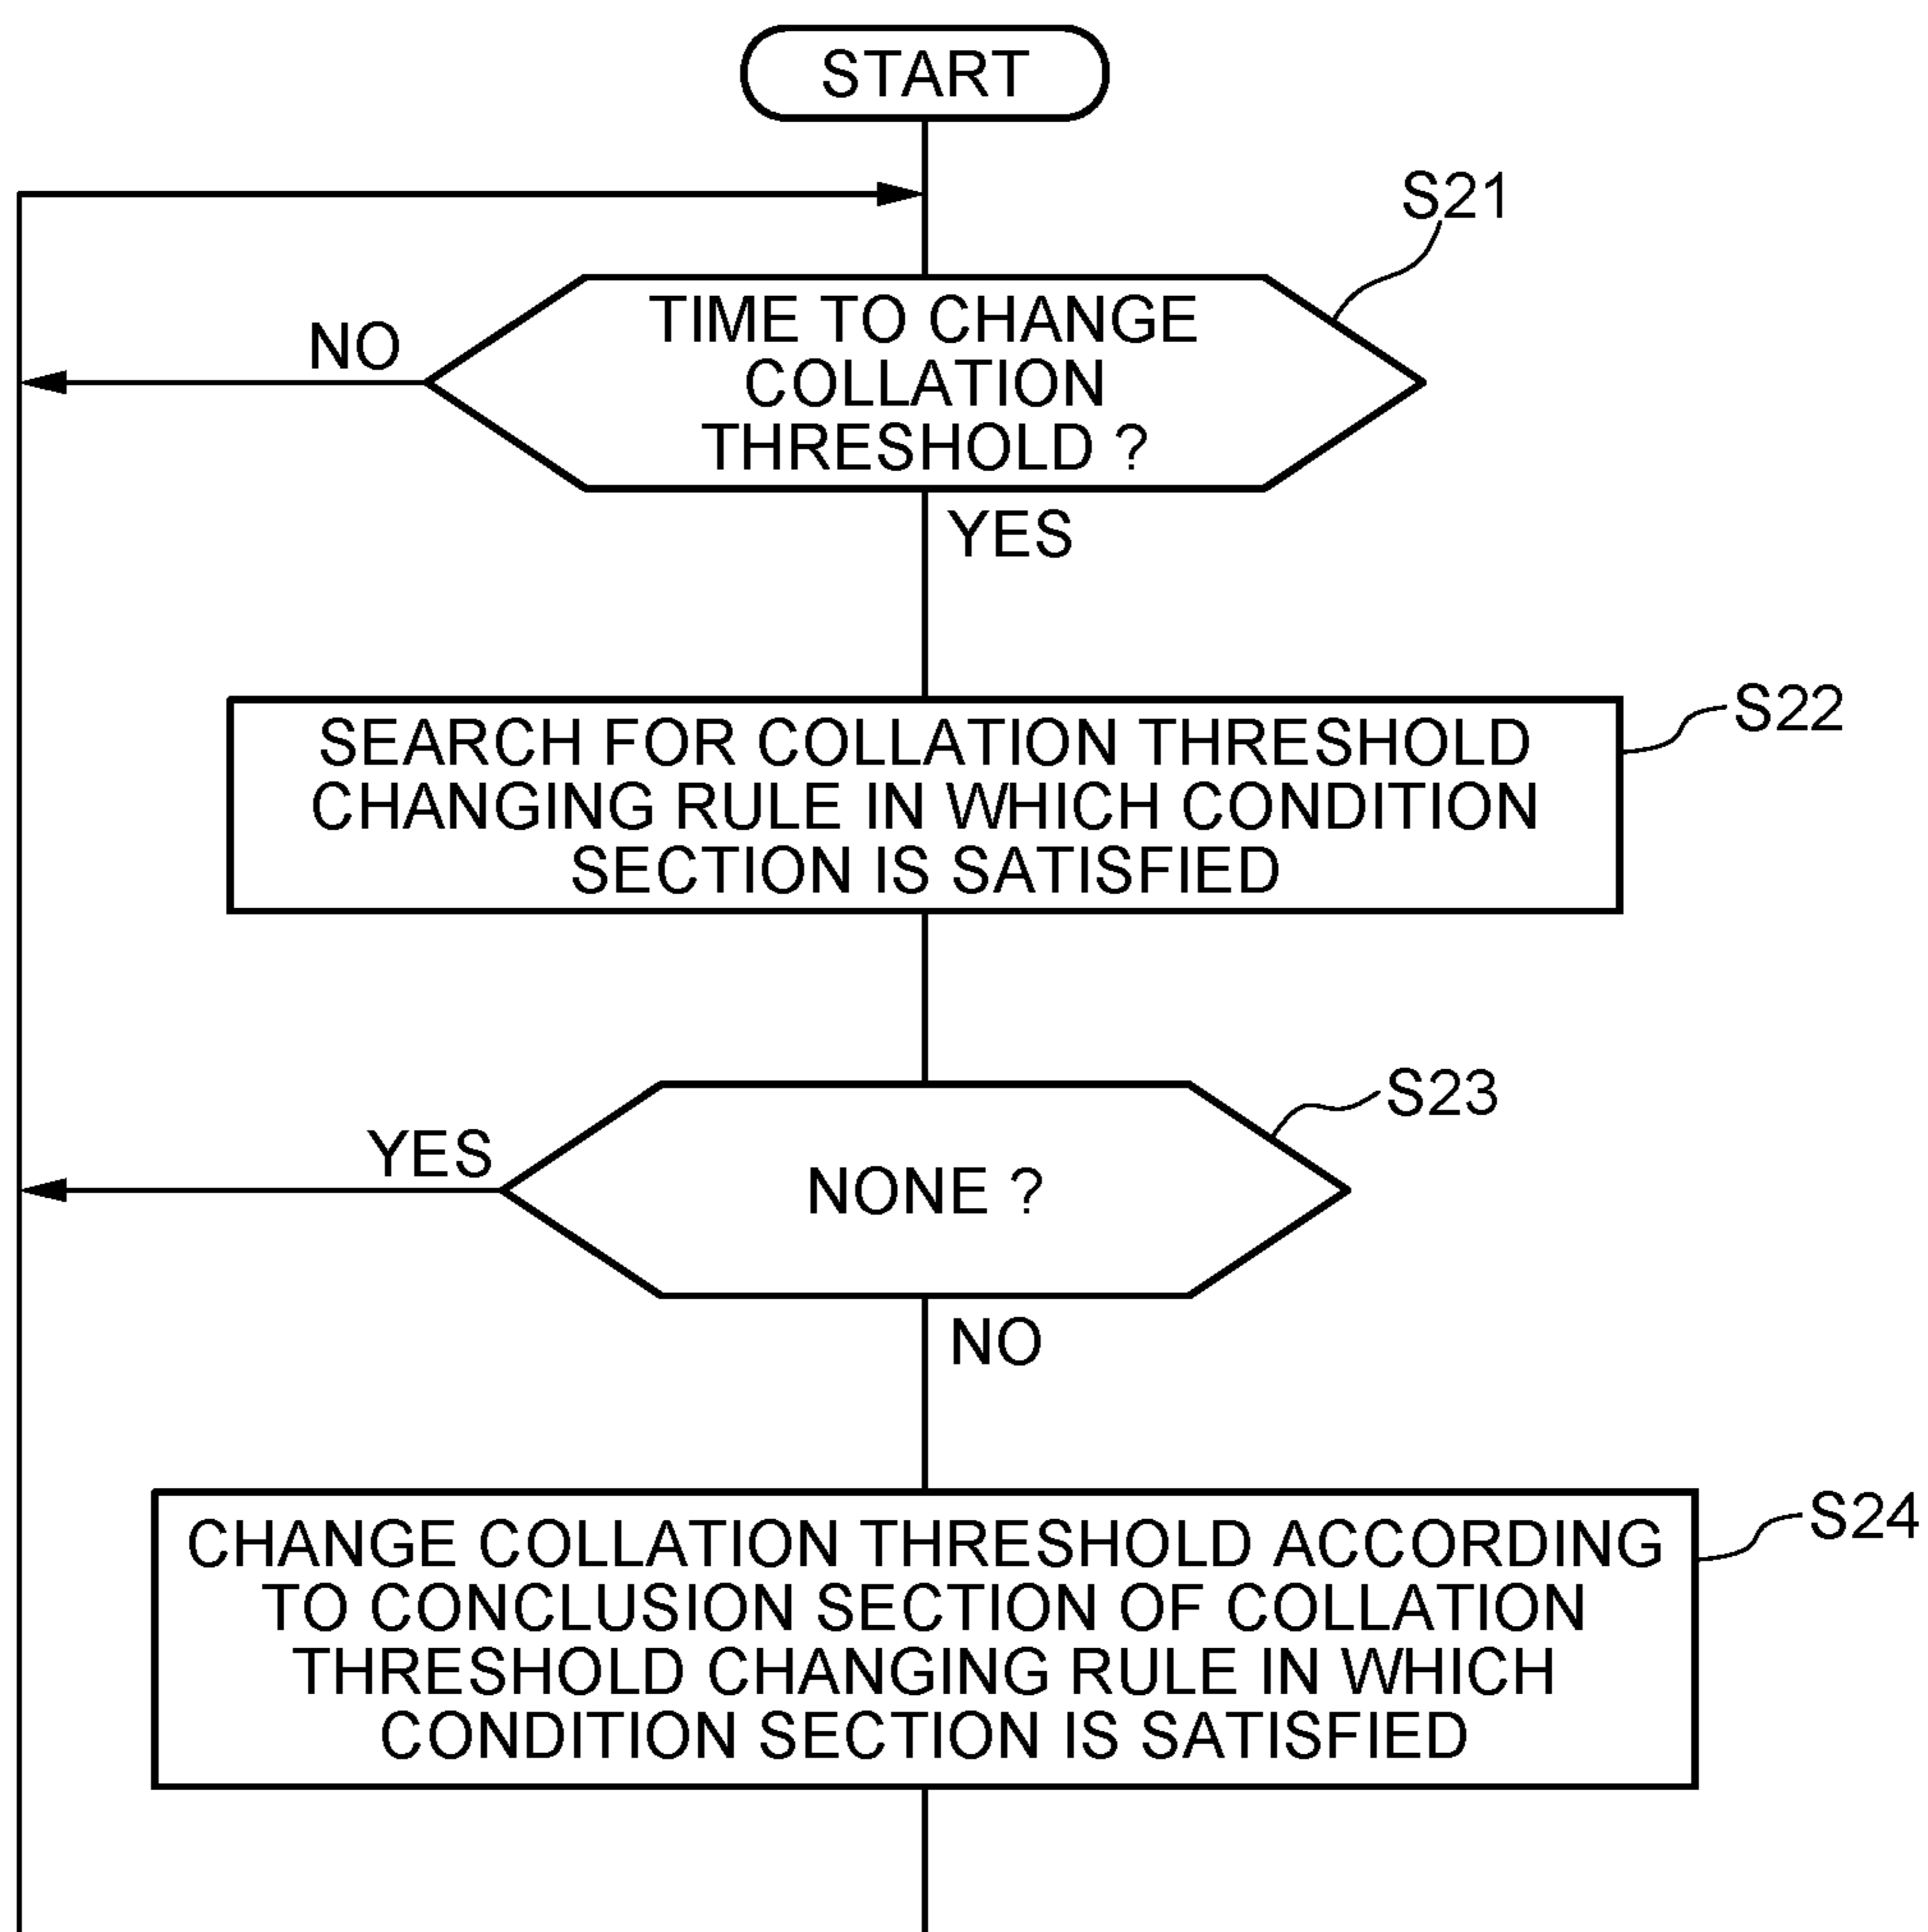 START
S21
TIME TO CHANGE
NO
COLLATION
THRESHOLD ?
YES
S22
SEARCH FOR COLLATION THRESHOLD
CHANGING RULE IN WHICH CONDITION
SECTION IS SATISFIED
S23
YES
NONE ?
NO
S24
CHANGE COLLATION THRESHOLD ACCORDING
TO CONCLUSION SECTION OF COLLATION
THRESHOLD CHANGING RULE IN WHICH
CONDITION SECTION IS SATISFIED